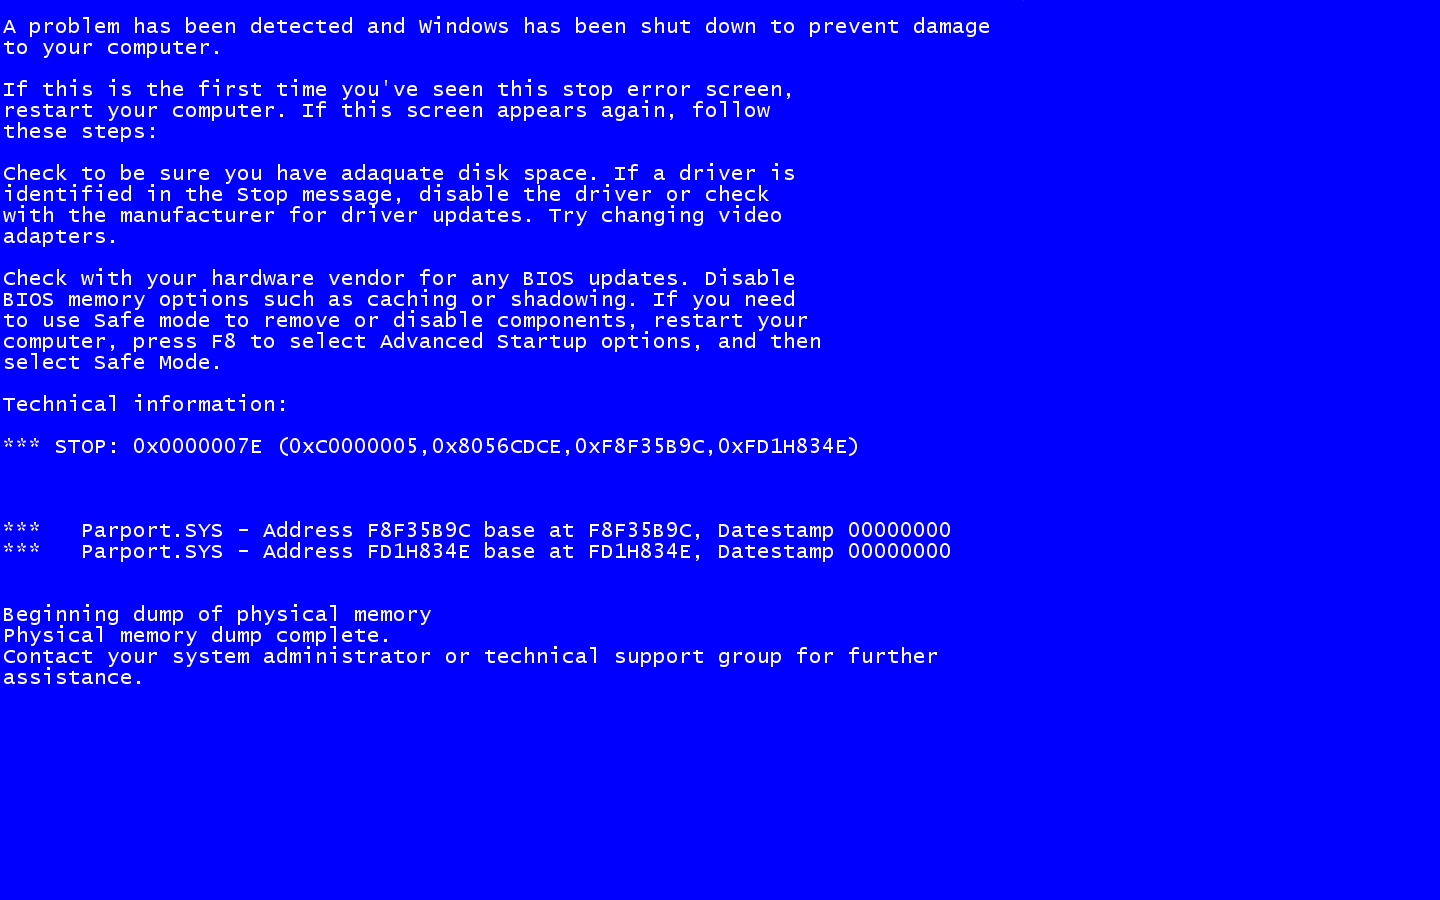 A problem has been detected and Windows has been shut down to prevent damage
to your computer.
If this is the first time you've seen this stop error screen,
restart your computer. If this screen appears again, follow
these steps:
Check to be sure you have adaquate disk space. If a driver is
identified in the Stop message, disable the driver or check
with the manufacturer for driver updates. Try changing video
adapters.
Check with your hardware vendor for any BIOS updates. Disable
BIOS memory options such as caching or shadowing. If you need
to use Safe mode to remove or disable components, restart your
computer, press F8 to select Advanced Startup options, and then
select Safe Mode.
Technical information:
*** STOP: 0x0000007E (0xC0000005,0x8056CDCE,0xF8F35B9C,0xFD1H834E)
***   Parport.SYS - Address F8F35B9C base at F8F35B9C, Datestamp 00000000
***   Parport.SYS - Address FD1H834E base at FD1H834E, Datestamp 00000000
Beginning dump of physical memory
Physical memory dump complete.
Contact your system administrator or technical support group for further
assistance.